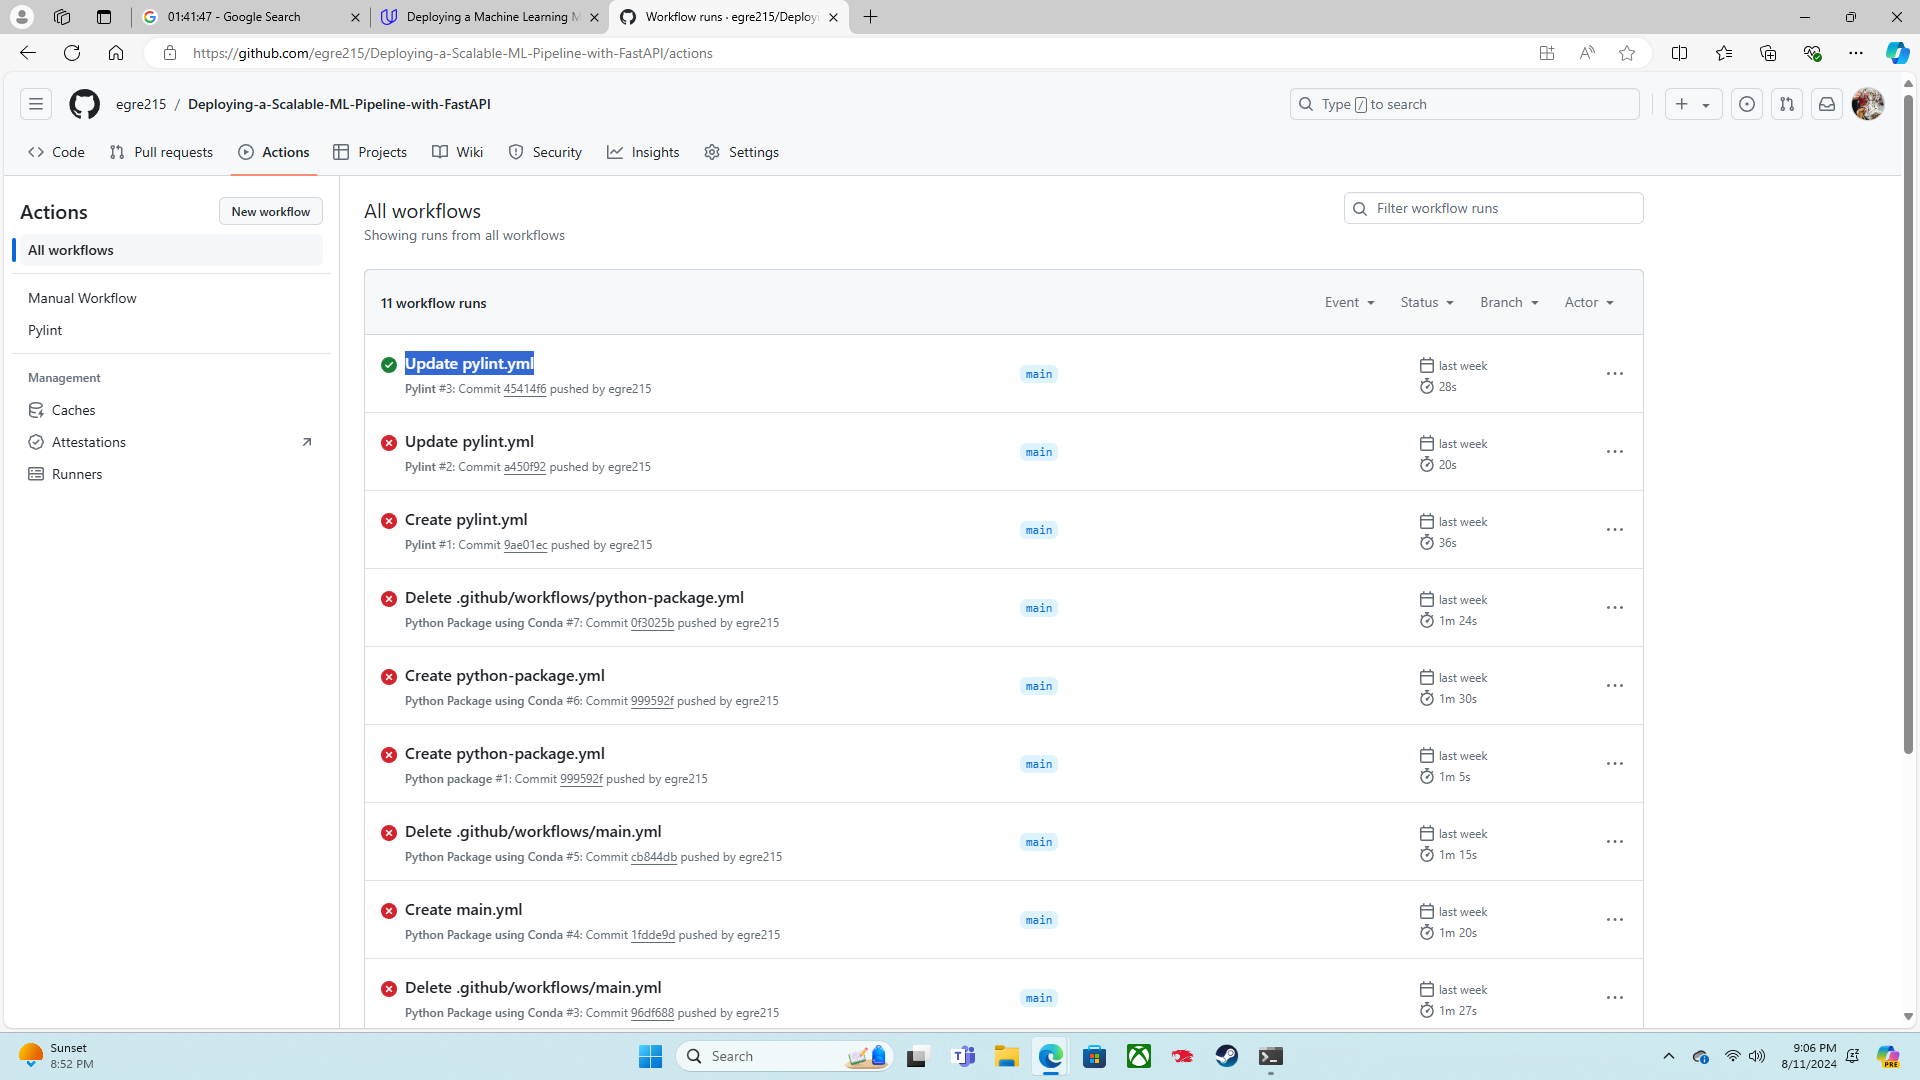 01:41:47 - Google Search
Deploying a Machine Learning M
Workflow runs · egre215/Deployi
https://github.com/egre215/Deploying-a-Scalable-ML-Pipeline-with-FastAPI/actions
egre215 / Deploying-a-Scalable-ML-Pipeline-with-FastAPI
Type / to search
Code
Pull requests
Actions
Projects
Wiki
Security
Insights
Settings
Actions
New workflow
All workflows
Manual Workflow
Pylint
Management
Caches
Attestations
Runners
All workflows
Showing runs from all workflows
Filter workflow runs
11 workflow runs
Event
Status
Branch
Actor
Update pylint.yml
Pylint #3: Commit 45414f6 pushed by egre215
main
last week
28s
Update pylint.yml
Pylint #2: Commit a450f92 pushed by egre215
main
last week
20s
Create pylint.yml
Pylint #1: Commit 9ae01ec pushed by egre215
main
last week
36s
Delete .github/workflows/python-package.yml
Python Package using Conda #7: Commit 0f3025b pushed by egre215
main
last week
1m 24s
Create python-package.yml
Python Package using Conda #6: Commit 999592f pushed by egre215
main
last week
1m 30s
Create python-package.yml
Python package #1: Commit 999592f pushed by egre215
main
last week
1m 5s
Delete .github/workflows/main.yml
Python Package using Conda #5: Commit cb844db pushed by egre215
main
last week
1m 15s
Create main.yml
Python Package using Conda #4: Commit 1fdde9d pushed by egre215
main
last week
1m 20s
Delete .github/workflows/main.yml
Python Package using Conda #3: Commit 96df688 pushed by egre215
main
last week
1m 27s
Sunset
8:52 PM
Search
9:06 PM
8/11/2024
PRE